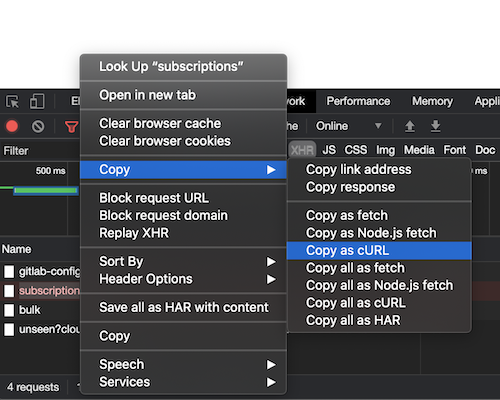 Look Up “subscriptions”
Open in new tab
Clear browser cache
Clear browser cookies
Copy
Block request URL
Block request domain
Replay XHR
Sort By
Header Options
Save all as HAR with content
Copy
Speech
Services
Copy link address
Copy response
Copy as fetch
Copy as Node.js fetch
Copy as cURL
Copy all as fetch
Copy all as Node.js fetch
Copy all as cURL
Copy all as HAR
El
ork Performance Memory Appli
he Online
Filter
XHR JS CSS Img Media Font Doc
500 ms
3000 ms
Name
gitlab-config
subscription
bulk
unseen?clou
4 requests